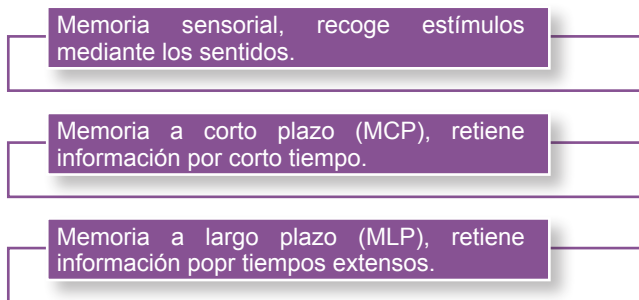 Memoria sensorial, recoge estímulos
mediante los sentidos.
Memoria a corto plazo (MCP), retiene
información por corto tiempo.
Memoria a largo plazo (MLP), retiene
información popr tiempos extensos.